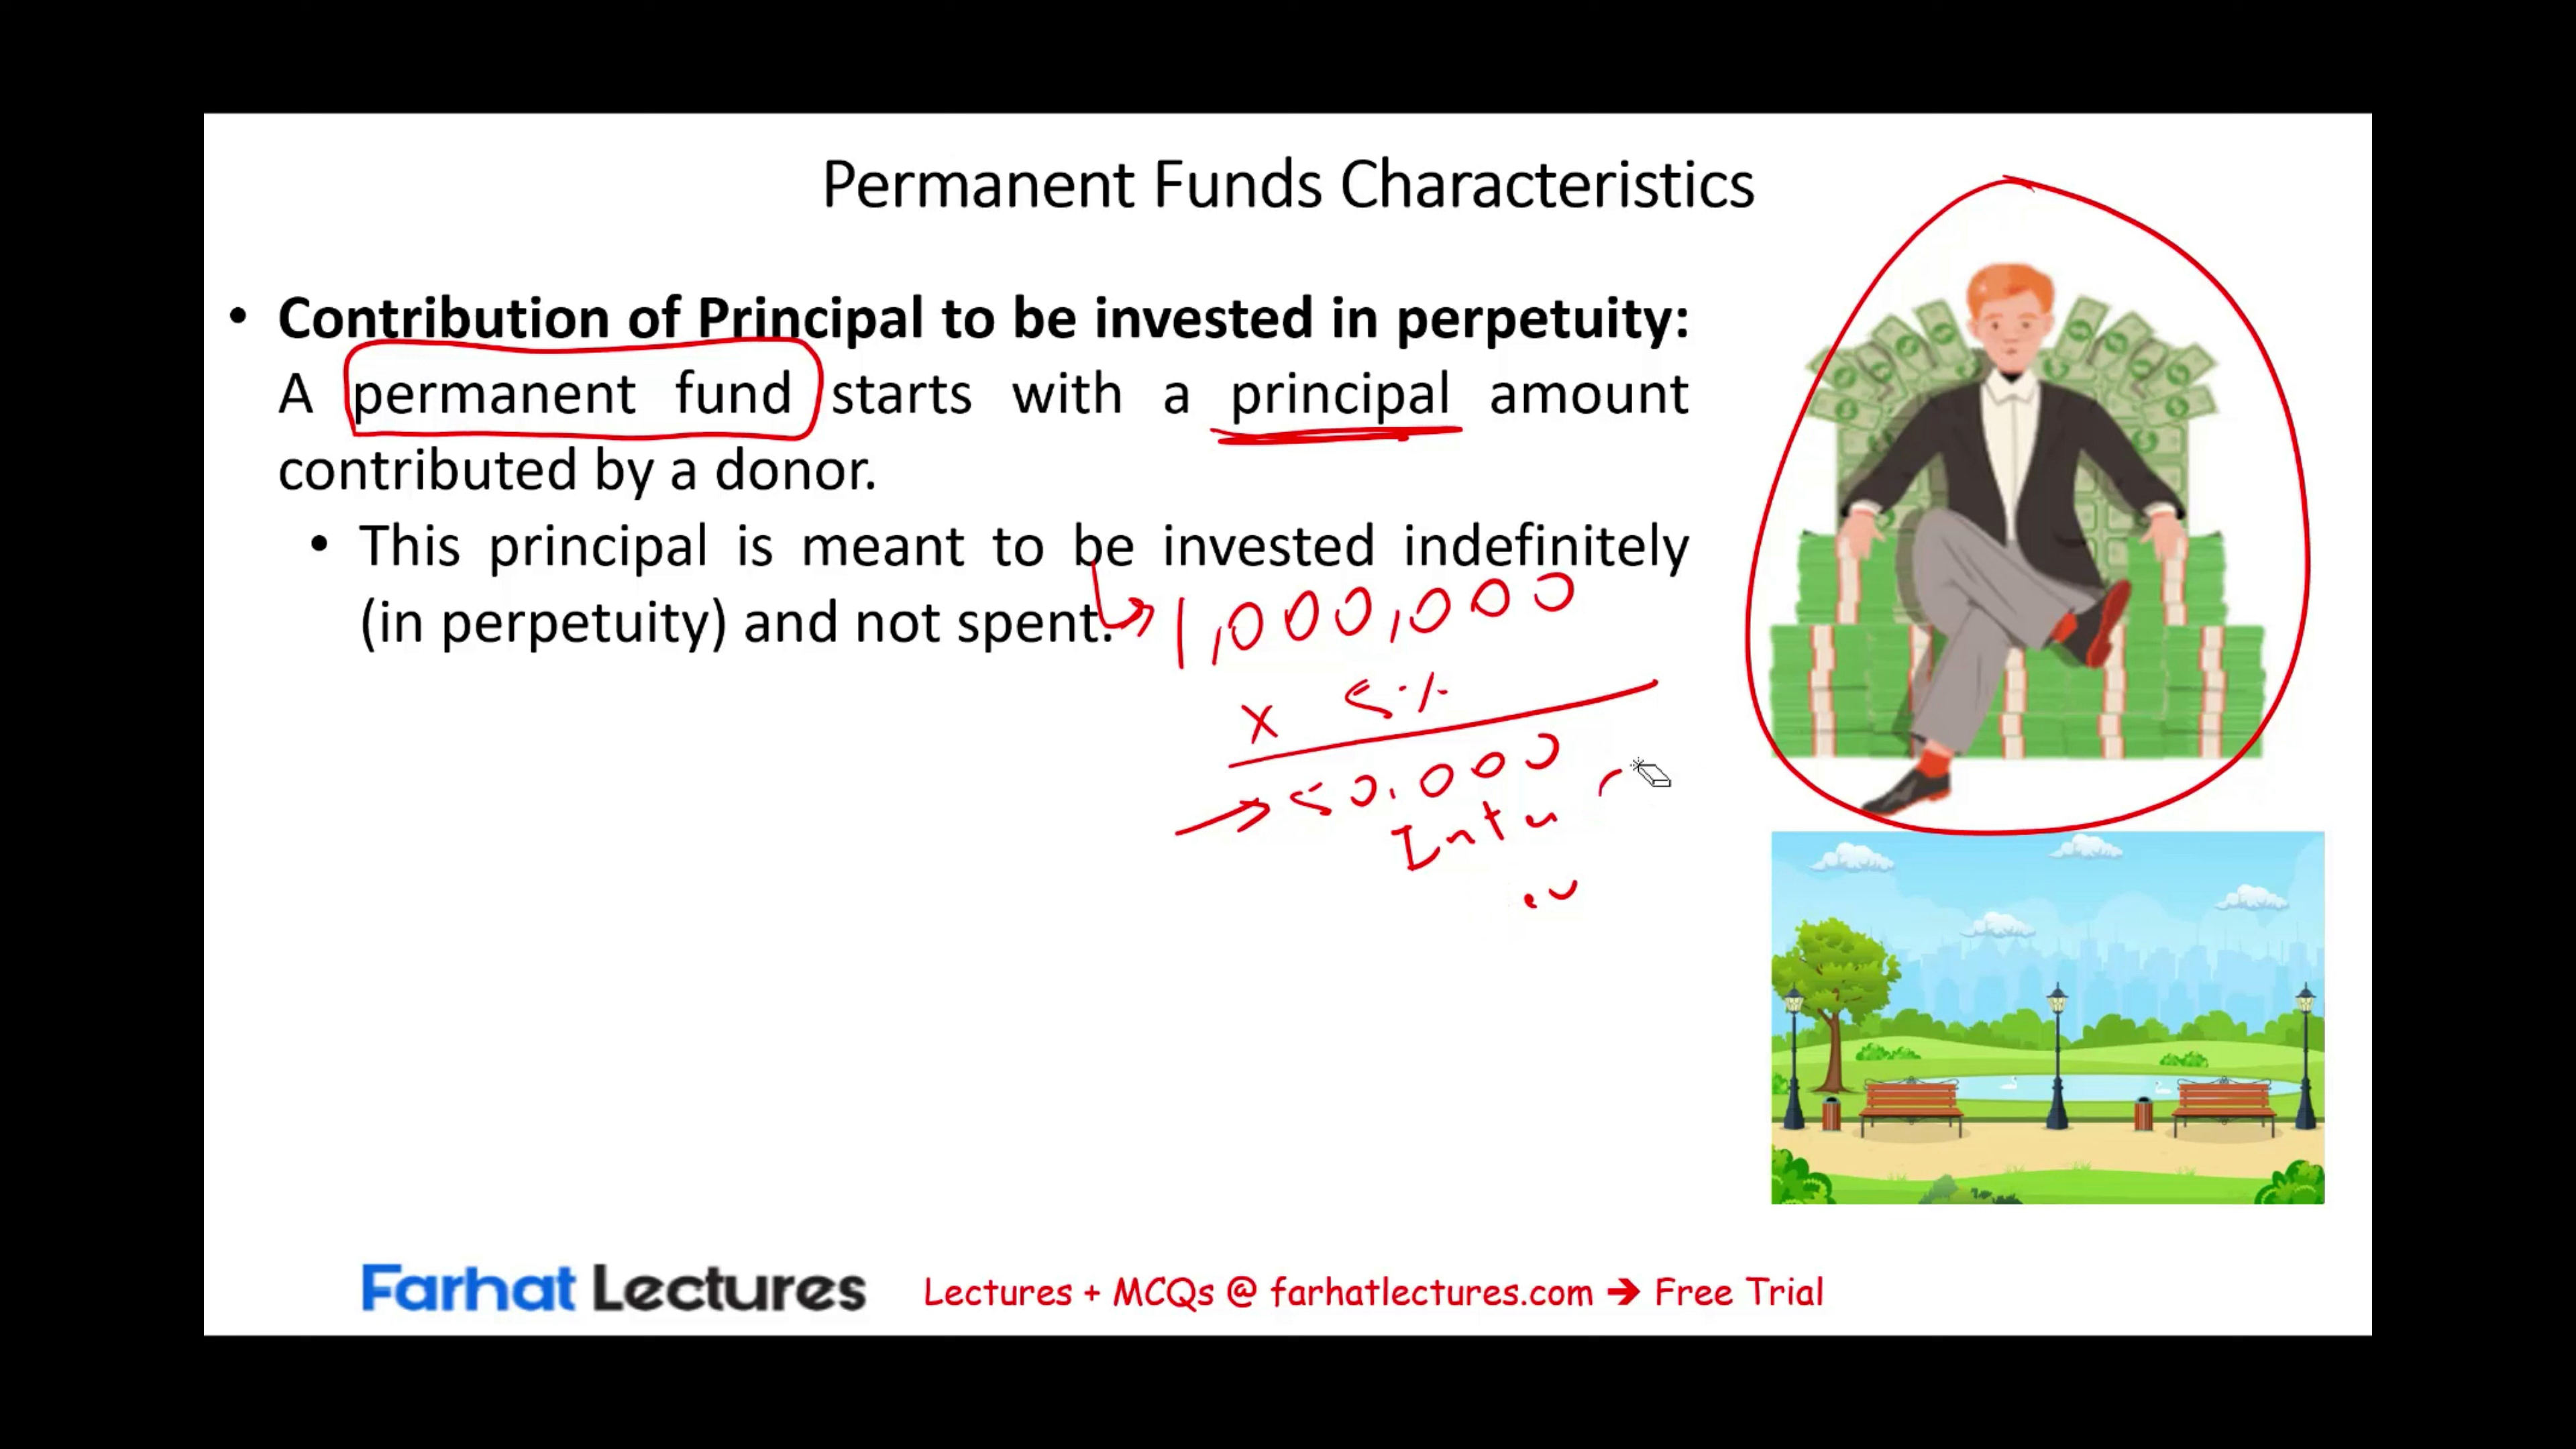 Permanent Funds Characteristics
• Contribution of Principal to be invested in perpetuity:
A permanent fund starts with a principal amount
contributed by a donor.
• This principal is meant to be invested indefinitely
(in perpetuity) and not spent.
1,000,000
x 5%
50,000
Farhat Lectures
Lectures + MCQs @ farhatlectures.com ➔ Free Trial